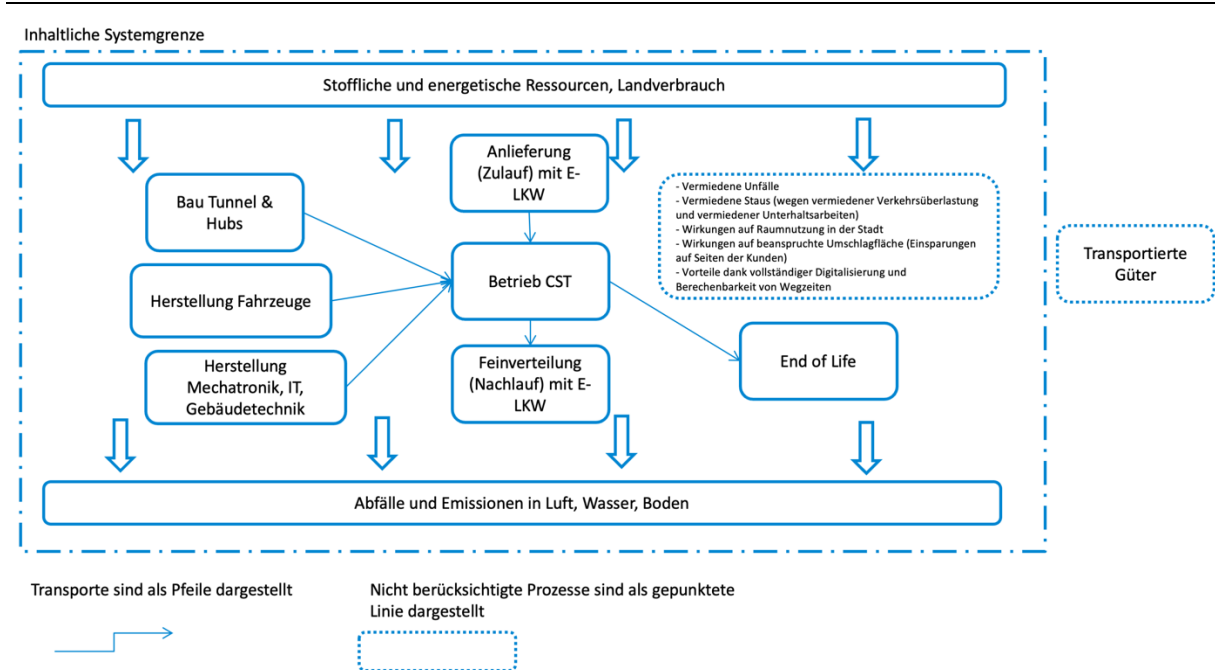 Inhaltliche Systemgrenze
Stoffliche und energetische Ressourcen, Landverbrauch
Anlieferung
(Zulauf) mit E-
LKW
Bau Tunnel &
Hubs
- Vermiedene Unfälle
- Vermiedene Staus (wegen vermiedener Verkehrsüberlastung
und vermiedener Unterhaltsarbeiten)
- Wirkungen auf Raumnutzung in der Stadt
- Wirkungen auf beanspruchte Umschlagfläche (Einsparungen
auf Seiten der Kunden)
- Vorteile dank vollständiger Digitalisierung und
Berechenbarkeit von Wegzeiten
Transportierte
Güter
Herstellung Fahrzeuge
Betrieb CST
Herstellung
Mechatronik, IT,
Gebäudetechnik
Feinverteilung
(Nachlauf) mit E-
LKW
End of Life
Abfälle und Emissionen in Luft, Wasser, Boden
Transporte sind als Pfeile dargestellt
Nicht berücksichtigte Prozesse sind als gepunktete
Linie dargestellt